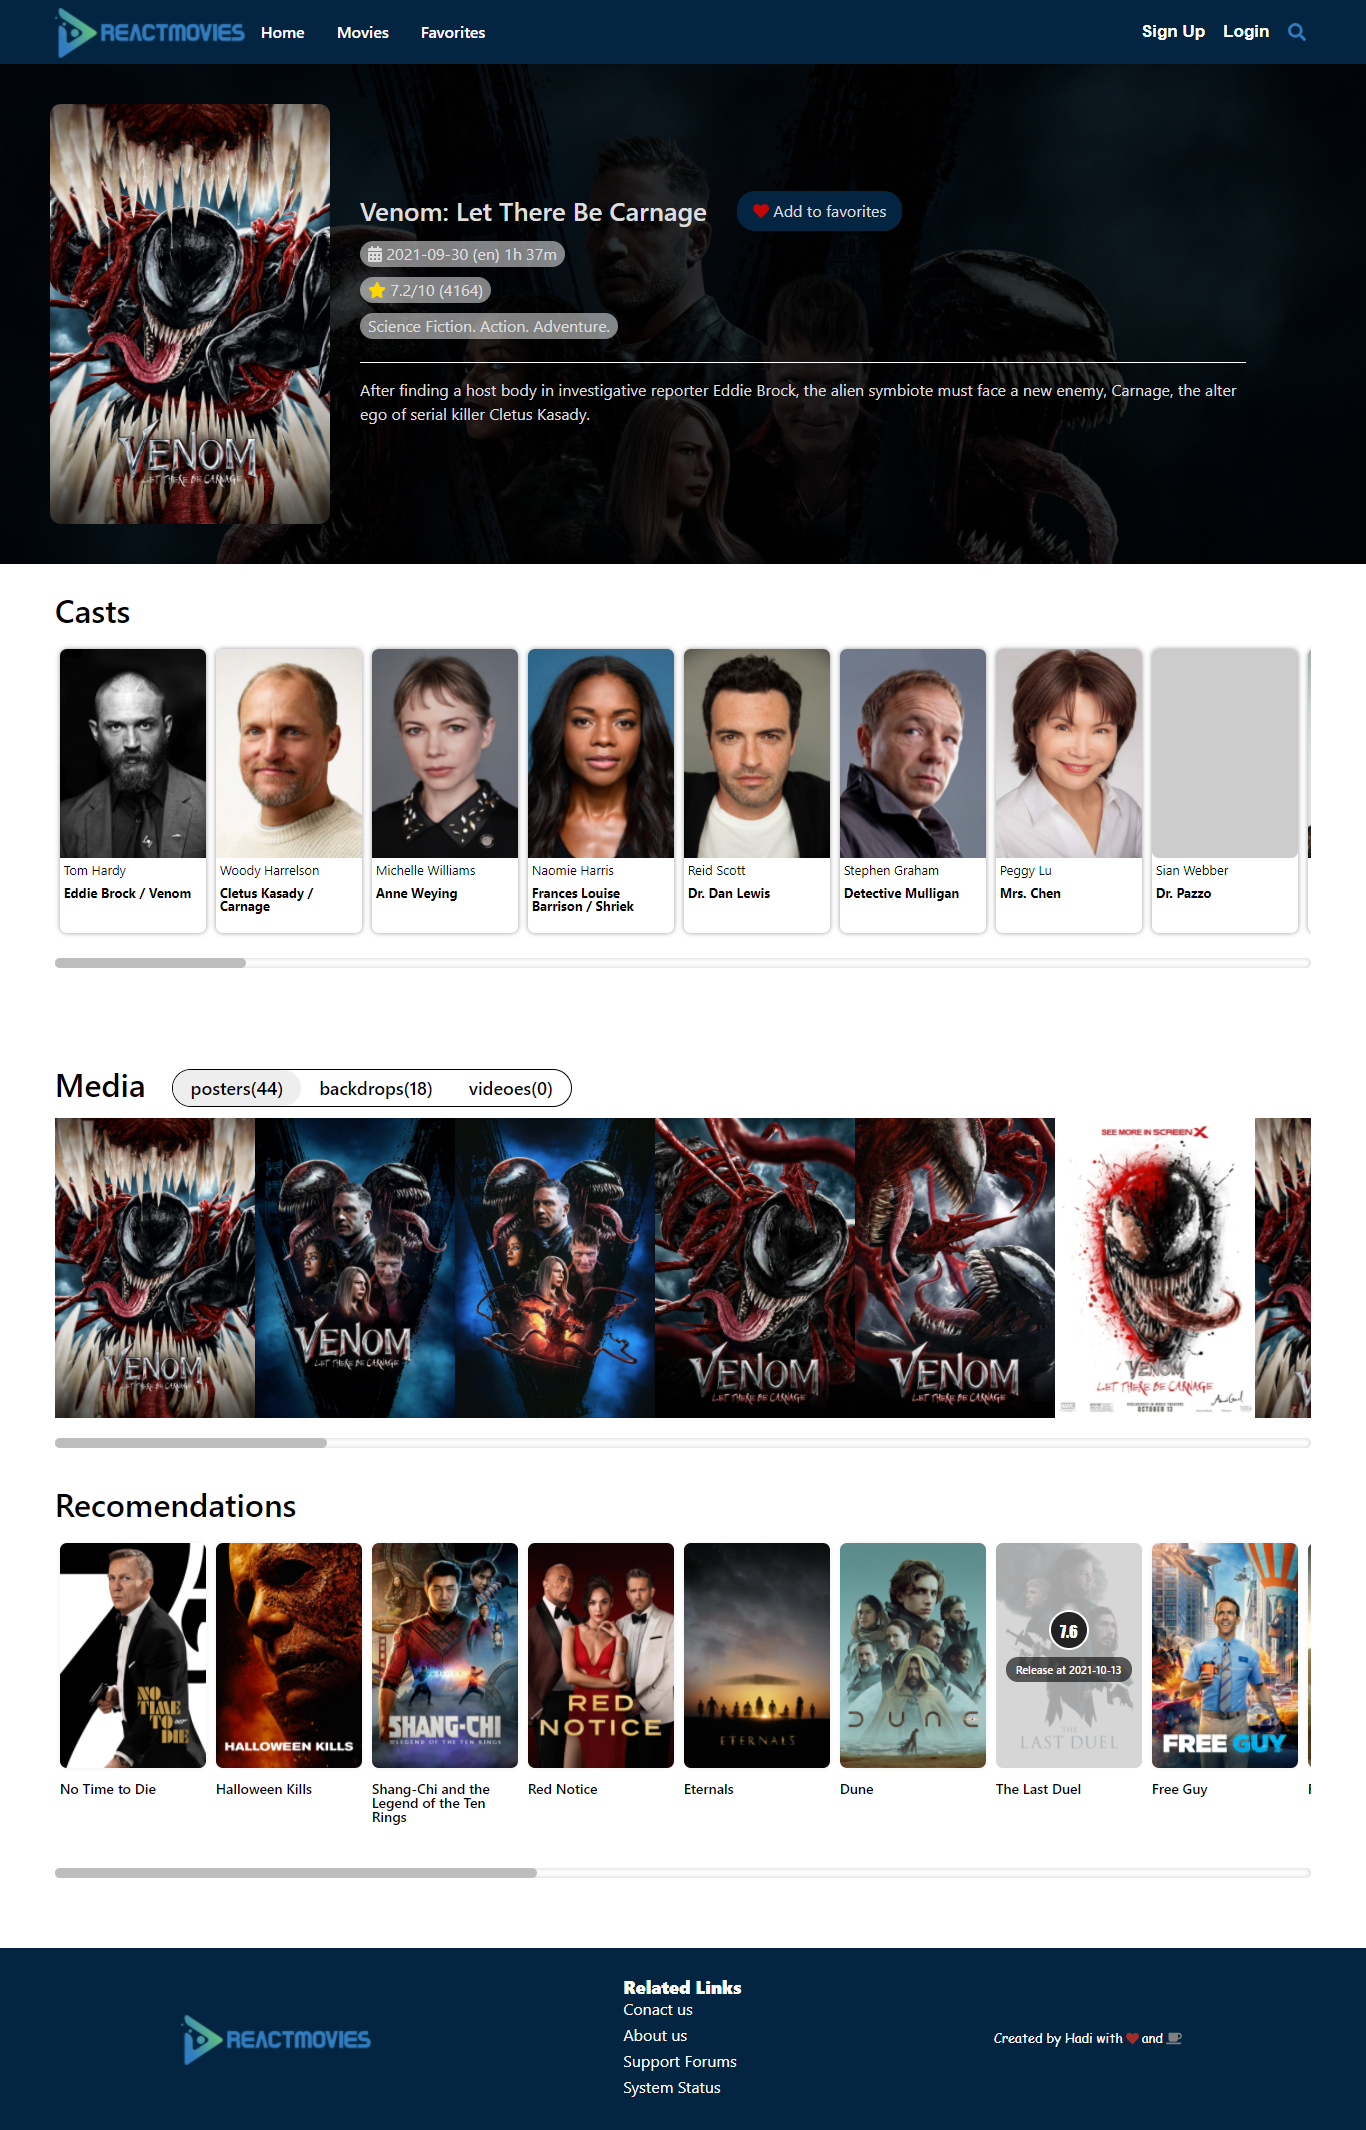 REACTMOVIES
Home Movies Favorites
Sign Up Login
VENOM
LET THERE BE CARNAGE
Venom: Let There Be Carnage
Add to favorites
2021-09-30 (en) 1h 37m
7.2/10 (4164)
Science Fiction. Action. Adventure.
After finding a host body in investigative reporter Eddie Brock, the alien symbiote must face a new enemy, Carnage, the alter
ego of serial killer Cletus Kasady.
Casts
Tom Hardy
Eddie Brock / Venom
Woody Harrelson
Cletus Kasady /
Carnage
Michelle Williams
Anne Weying
Naomie Harris
Frances Louise
Barrison / Shriek
Reid Scott
Dr. Dan Lewis
Stephen Graham
Detective Mulligan
Peggy Lu
Mrs. Chen
Sian Webber
Dr. Pazzo
Media
posters(44) backdrops(18) videoes(0)
VENOM
LET THERE BE CARNAGE
VENOM
LET THERE BE CARNAGE
VENOM
LET THERE BE CARNAGE
VENOM
LET THERE BE CARNAGE
SEE MORE IN SCREENX
VENOM
LET THERE BE CARNAGE
OCTOBER 13
Recomendations
NO
TIME
TO
DIE
007
HALLOWEEN KILLS
SHANG-CHI
LEGEND OF THE TEN RINGS
RED
NOTICE
ETERNALS
DUNE
7.6
Release at 2021-10-13
THE
LAST DUEL
FREE GUY
No Time to Die
Halloween Kills
Shang-Chi and the
Legend of the Ten
Rings
Red Notice
Eternals
Dune
The Last Duel
Free Guy
REACTMOVIES
Related Links
Conact us
About us
Support Forums
System Status
Created by Hadi with and